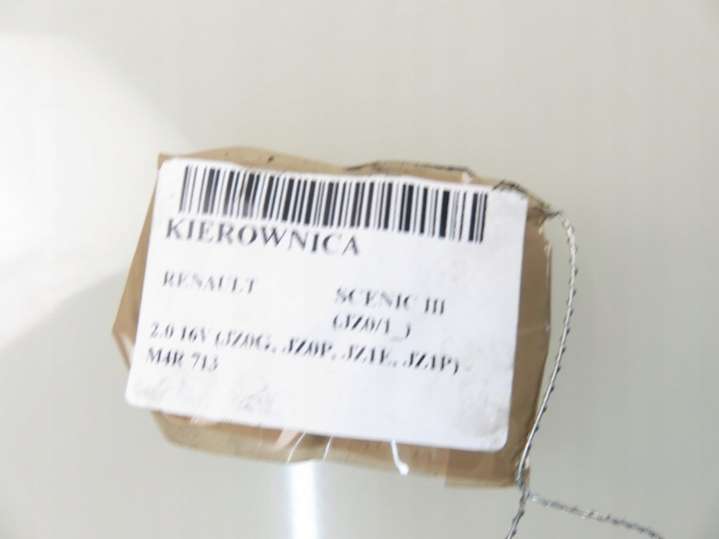 KIEROWNICA
RENAULT SCENIC III
(JZ0/1_)
2.0 16V (JZ0G, JZ0P, JZ1E, JZ1P)
M4R 713